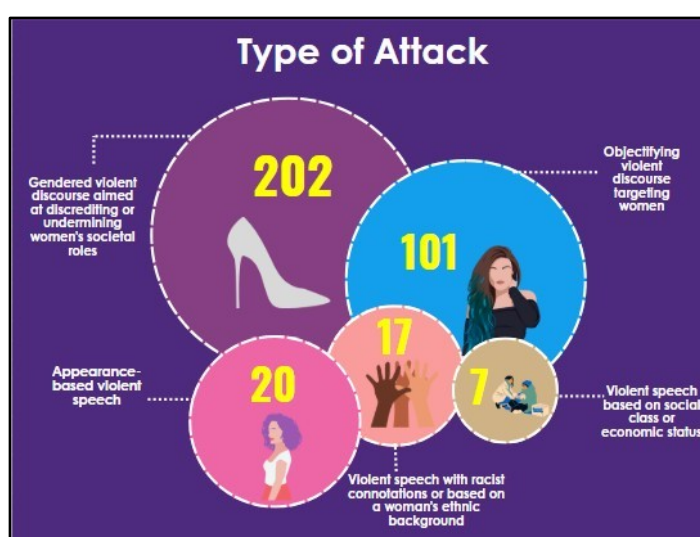 Type of Attack
202
Gendered violent
discourse aimed
at discrediting or
undermining
women's societal
roles
Objectifying
violent
discourse
targeting
women
101
17
Appearance-
based violent
speech
20
7
Violent speech
based on social
class or
economic status
Violent speech with racist
connotations or based on
a woman's ethnic
background